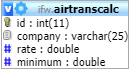 ifw.airtranscalc
id : int(11)
company : varchar(25)
rate : double
minimum : double